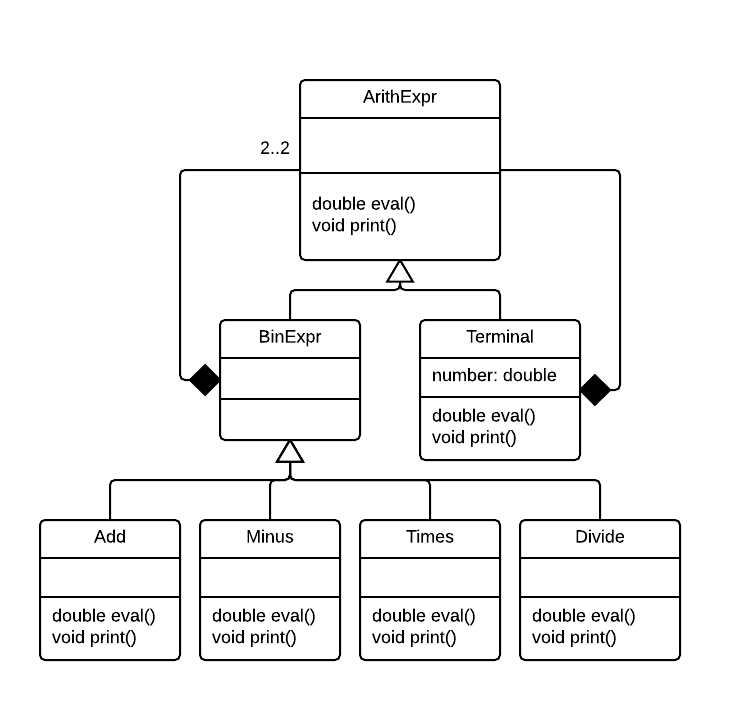 ArithExpr
2..2
double eval()
void print()
BinExpr
Terminal
number: double
double eval()
void print()
Add
Minus
Times
Divide
double eval()
void print()
double eval()
void print()
double eval()
void print()
double eval()
void print()